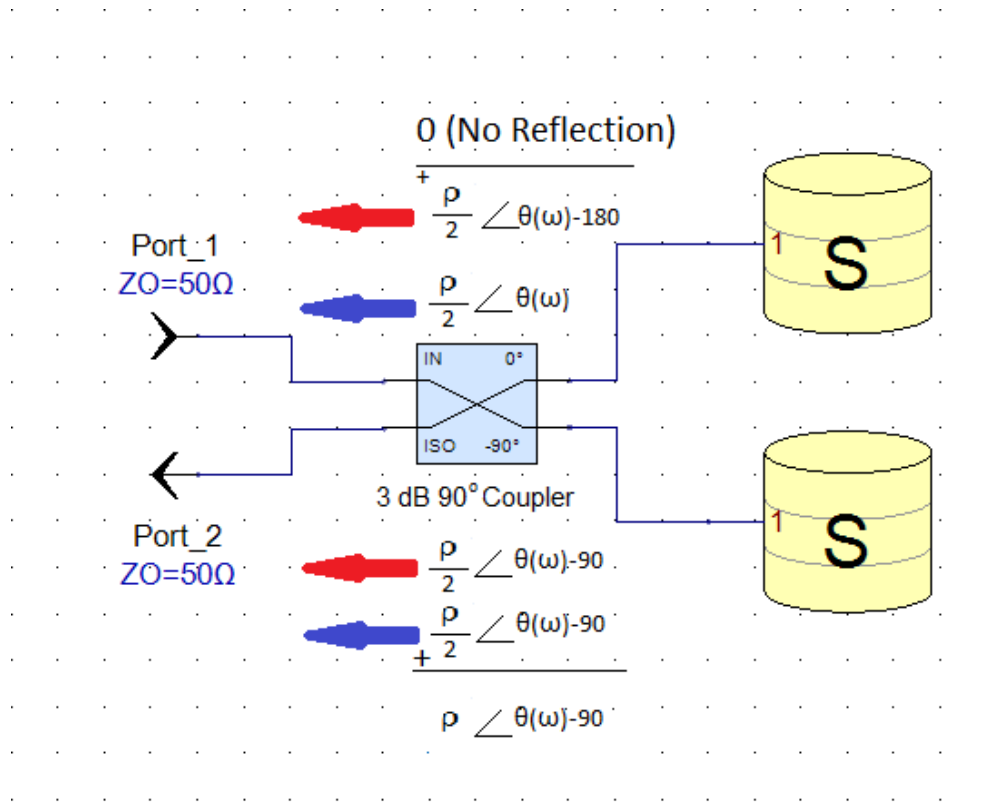 0 (No Reflection)
+
ρ/2 ∠θ(ω)-180
Port_1
ZO=50Ω
ρ/2 ∠θ(ω)
1
S
IN 0°
ISO -90°
3 dB 90° Coupler
1
S
Port_2
ZO=50Ω
ρ/2 ∠θ(ω)-90
ρ/2 ∠θ(ω)-90
+
ρ ∠θ(ω)-90